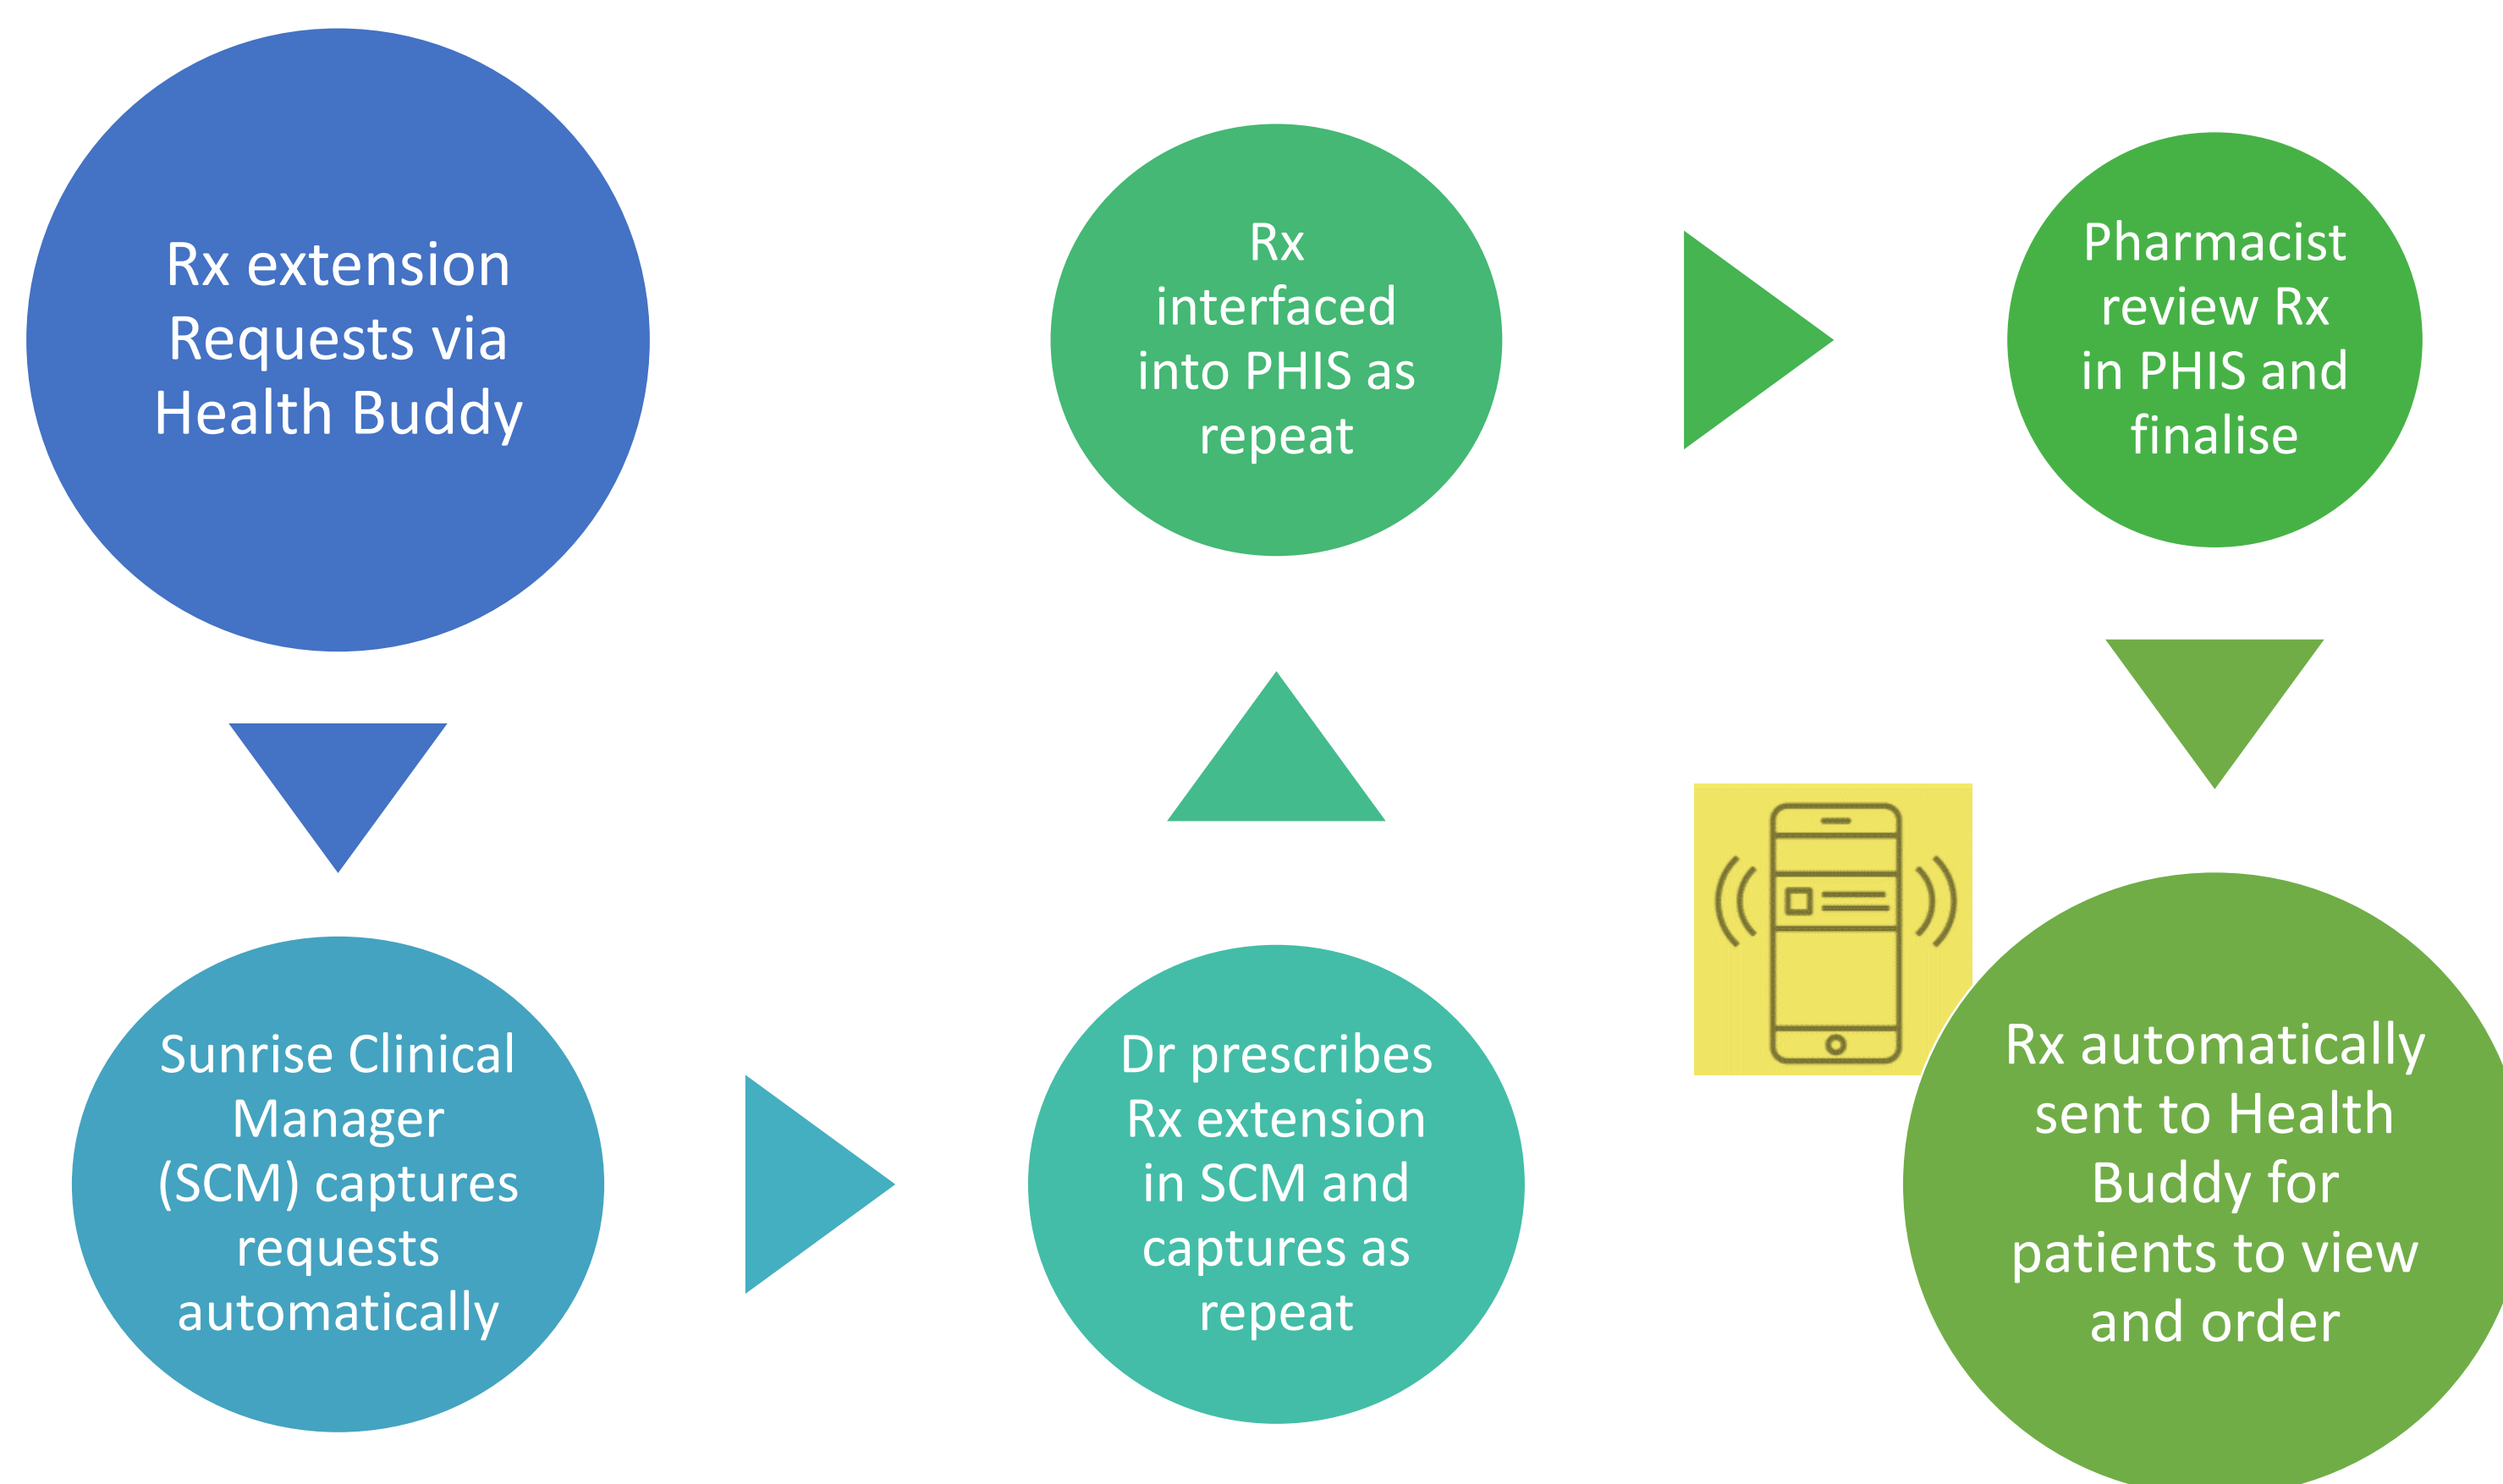 Rx extension
Requests via
Health Buddy
Sunrise Clinical
Manager
(SCM) captures
requests
automatically
Dr prescribes
Rx extension
in SCM and
captures as
repeat
Rx
interfaced
into PHIS as
repeat
Pharmacist
review Rx
in PHIS and
finalise
Rx automatically
sent to Health
Buddy for
patients to view
and order